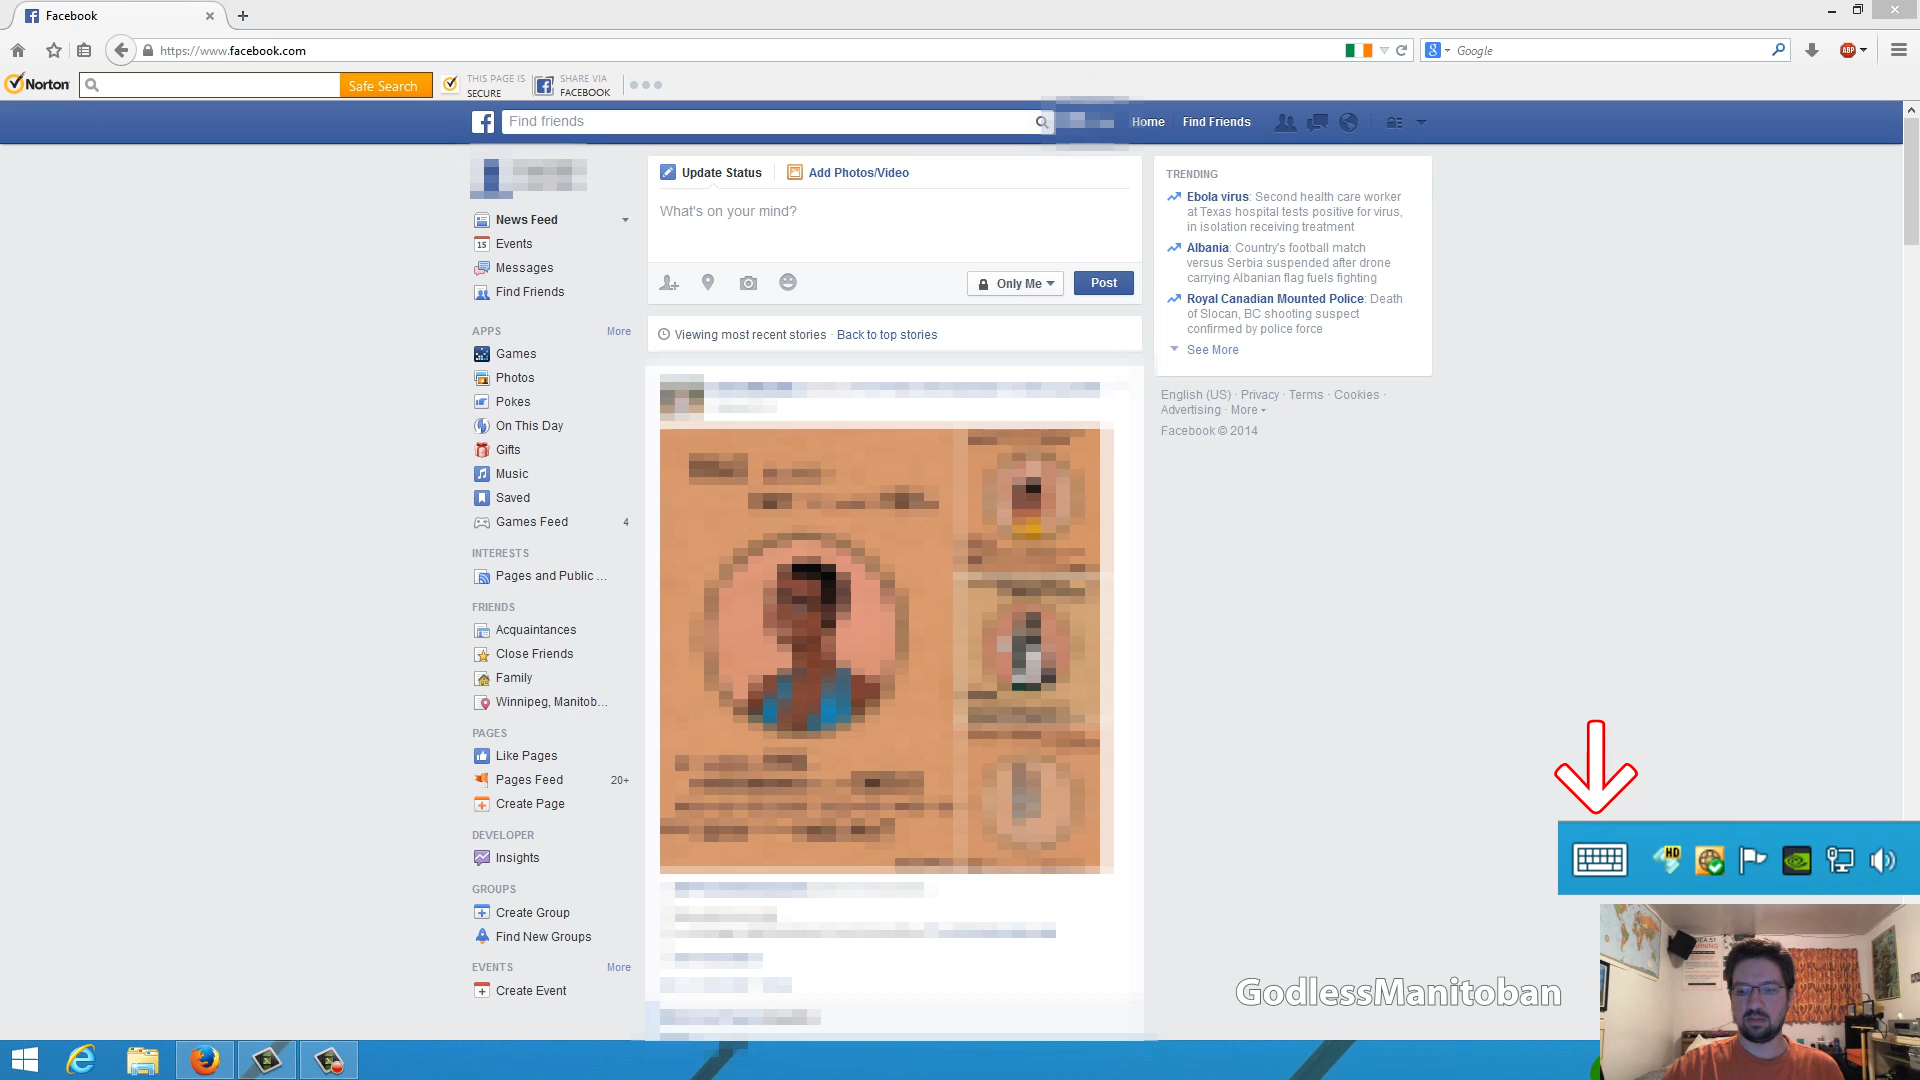 Facebook
https://www.facebook.com
Google
ABP
Norton
Safe Search
THIS PAGE IS
SECURE
SHARE VIA
FACEBOOK
Find friends
Home
Find Friends
Update Status
Add Photos/Video
What's on your mind?
Only Me
Post
Viewing most recent stories · Back to top stories
News Feed
15
Events
Messages
Find Friends
APPS
More
Games
Photos
Pokes
On This Day
Gifts
Music
Saved
Games Feed
4
INTERESTS
Pages and Public ...
FRIENDS
Acquaintances
Close Friends
Family
Winnipeg, Manitob...
PAGES
Like Pages
Pages Feed
20+
Create Page
DEVELOPER
Insights
GROUPS
Create Group
Find New Groups
EVENTS
More
Create Event
TRENDING
Ebola virus: Second health care worker
at Texas hospital tests positive for virus,
in isolation receiving treatment
Albania: Country's football match
versus Serbia suspended after drone
carrying Albanian flag fuels fighting
Royal Canadian Mounted Police: Death
of Slocan, BC shooting suspect
confirmed by police force
See More
English (US) · Privacy · Terms · Cookies ·
Advertising · More
Facebook © 2014
HD
GodlessManitoban